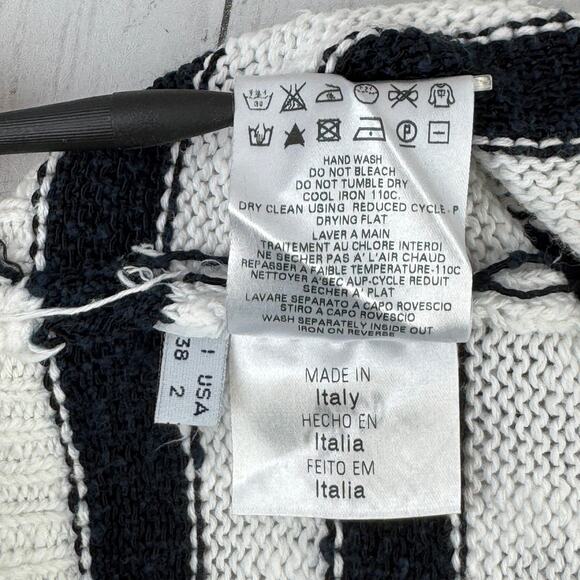 HAND WASH
DO NOT BLEACH
DO NOT TUMBLE DRY
COOL IRON 110C.
DRY CLEAN USING REDUCED CYCLE-P
DRYING FLAT
LAVER A MAIN
TRAITEMENT AU CHLORE INTERDI
NE SECHER PAS A' L'AIR CHAUD
REPASSER A FAIBLE TEMPERATURE-110C
NETTOYER A'SEC AUP-CYCLE REDUIT
SECHER A' PLAT
LAVARE SEPARATO A CAPO ROVESCIO
STIRO A CAPO ROVESCIO
WASH SEPARATELY INSIDE OUT
IRON ON REVERSE
I USA
38 2
MADE IN
Italy
HECHO EN
Italia
FEITO EM
Italia